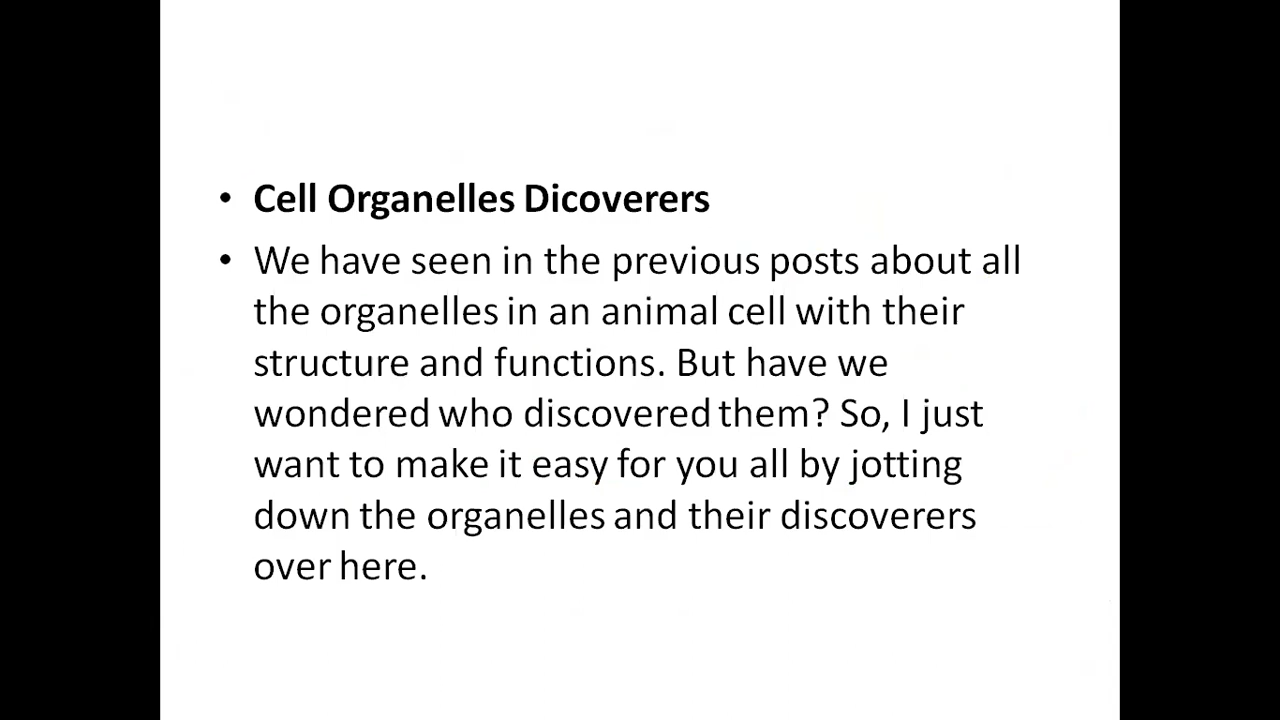 • Cell Organelles Dicoverers
• We have seen in the previous posts about all
the organelles in an animal cell with their
structure and functions. But have we
wondered who discovered them? So, I just
want to make it easy for you all by jotting
down the organelles and their discoverers
over here.